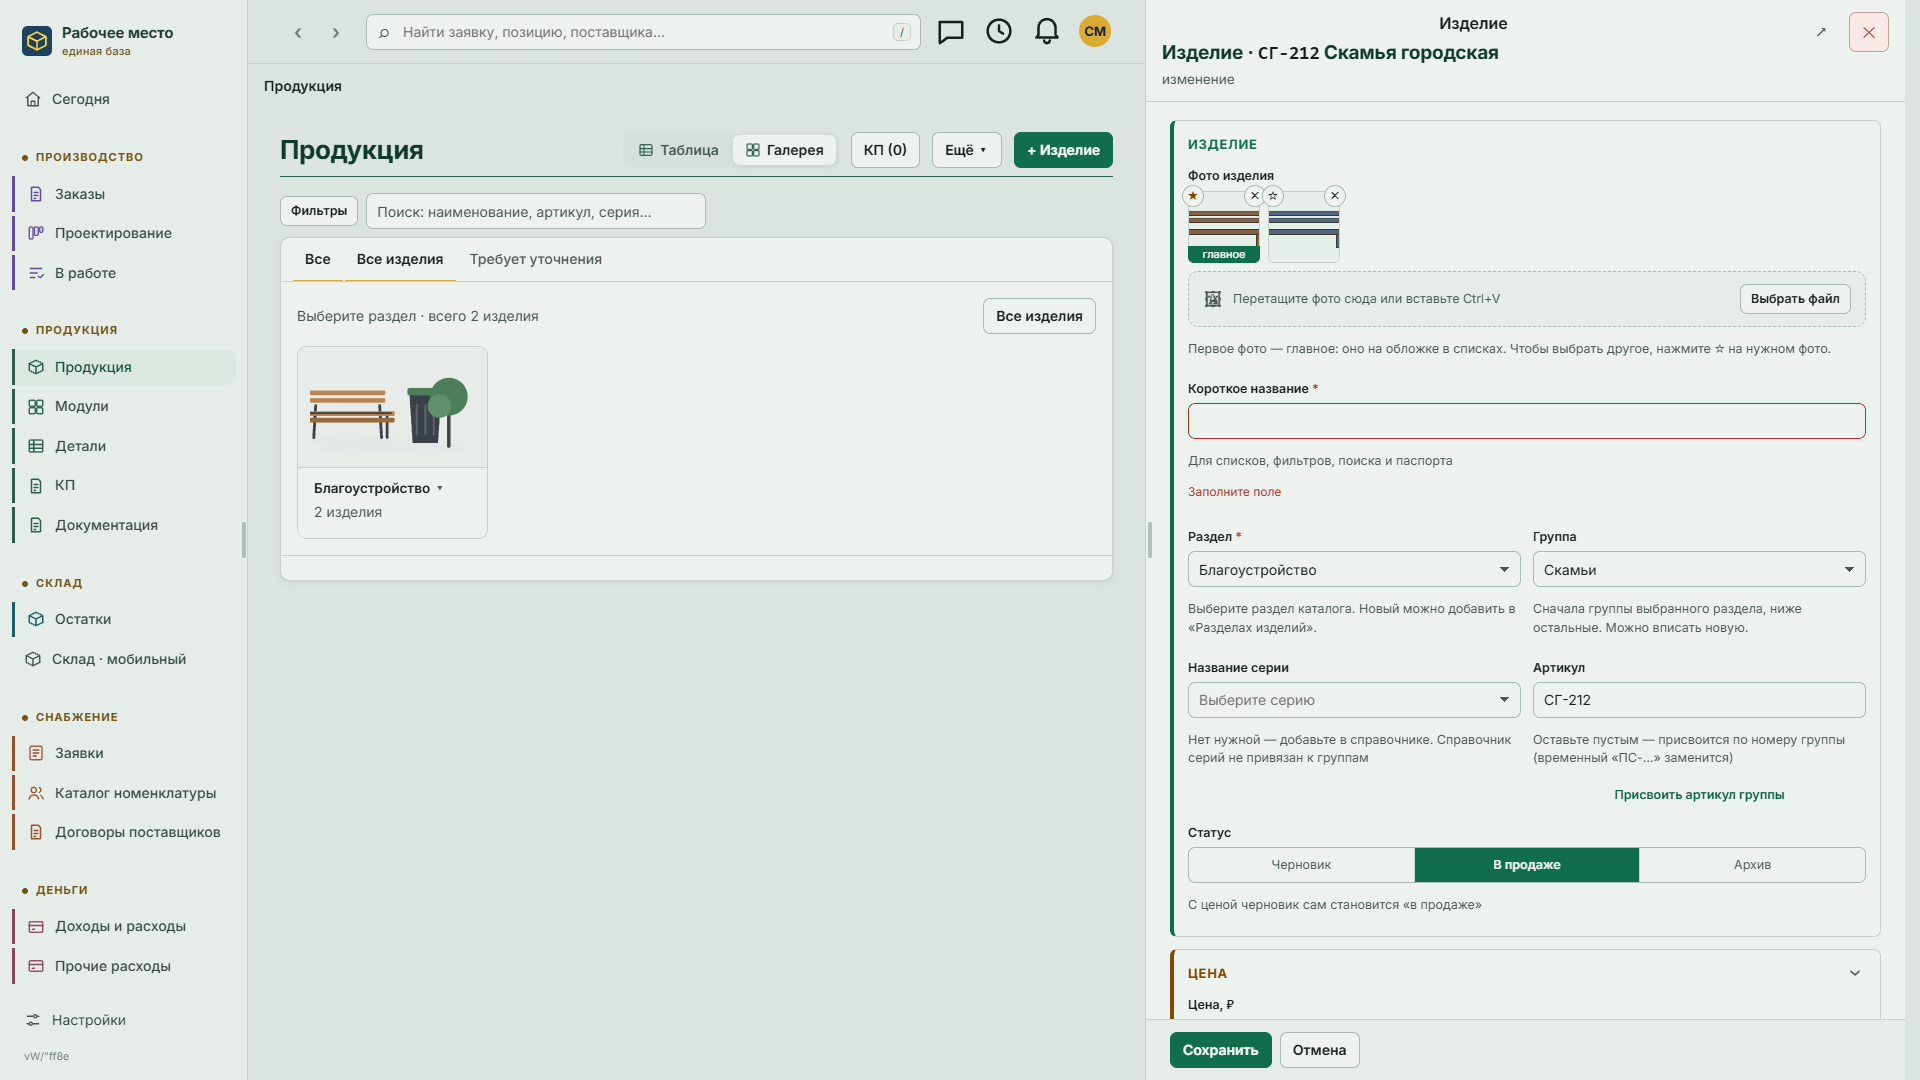 Рабочее место
единая база
Сегодня
ПРОИЗВОДСТВО
Заказы
Проектирование
В работе
ПРОДУКЦИЯ
Продукция
Модули
Детали
КП
Документация
СКЛАД
Остатки
Склад · мобильный
СНАБЖЕНИЕ
Заявки
Каталог номенклатуры
Договоры поставщиков
ДЕНЬГИ
Доходы и расходы
Прочие расходы
Настройки
vW/"ff8e
Найти заявку, позицию, поставщика... /
СМ
Продукция
Продукция
Таблица
Галерея
КП (0)
Ещё
+ Изделие
Фильтры
Поиск: наименование, артикул, серия...
Все
Все изделия
Требует уточнения
Выберите раздел · всего 2 изделия
Все изделия
Благоустройство
2 изделия
Изделие
Изделие · СГ-212 Скамья городская
изменение
ИЗДЕЛИЕ
Фото изделия
главное
Перетащите фото сюда или вставьте Ctrl+V
Выбрать файл
Первое фото — главное: оно на обложке в списках. Чтобы выбрать другое, нажмите ☆ на нужном фото.
Короткое название *
Для списков, фильтров, поиска и паспорта
Заполните поле
Раздел *
Благоустройство
Выберите раздел каталога. Новый можно добавить в
«Разделах изделий».
Группа
Скамьи
Сначала группы выбранного раздела, ниже
остальные. Можно вписать новую.
Название серии
Выберите серию
Нет нужной — добавьте в справочнике. Справочник
серий не привязан к группам
Артикул
СГ-212
Оставьте пустым — присвоится по номеру группы
(временный «ПС-...» заменится)
Присвоить артикул группы
Статус
Черновик
В продаже
Архив
С ценой черновик сам становится «в продаже»
ЦЕНА
Цена, ₽
Сохранить
Отмена